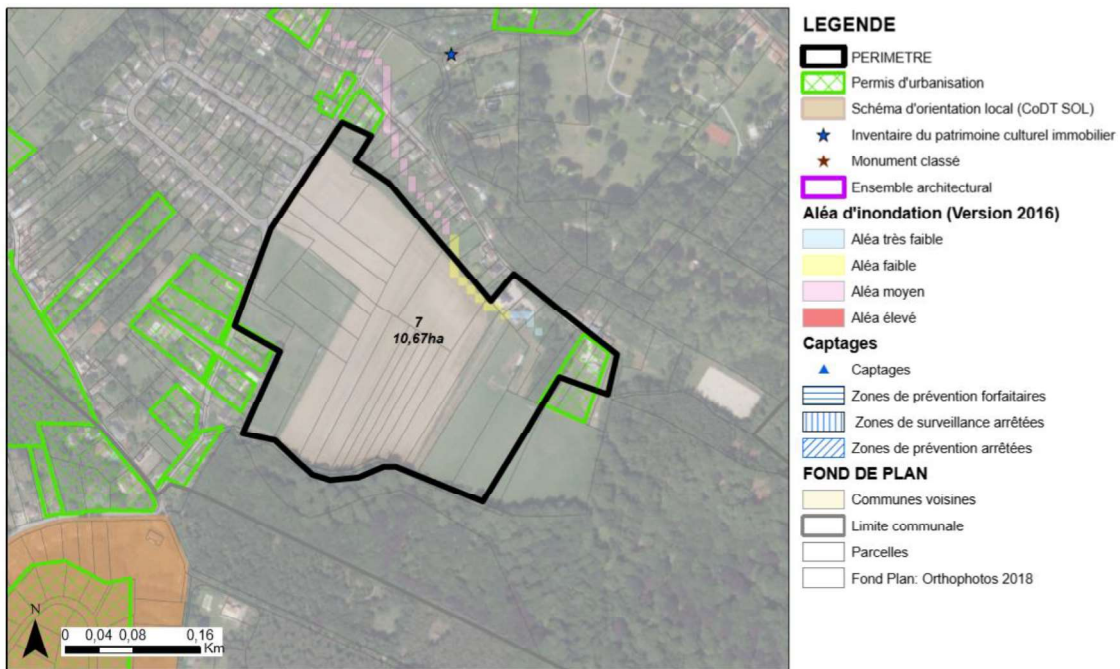 7
10,67ha
N
0 0,04 0,08 0,16
Km
LEGENDE
PERIMETRE
Permis d'urbanisation
Schéma d'orientation local (CoDT SOL)
Inventaire du patrimoine culturel immobilier
Monument classé
Ensemble architectural
Aléa d'inondation (Version 2016)
Aléa très faible
Aléa faible
Aléa moyen
Aléa élevé
Captages
Captages
Zones de prévention forfaitaires
Zones de surveillance arrêtées
Zones de prévention arrêtées
FOND DE PLAN
Communes voisines
Limite communale
Parcelles
Fond Plan: Orthophotos 2018